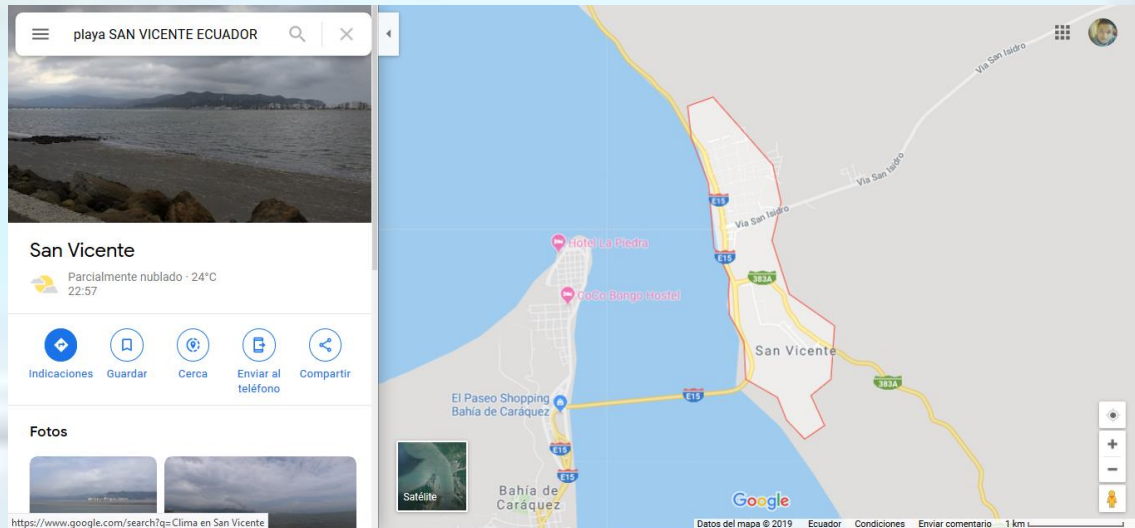 playa SAN VICENTE ECUADOR
San Vicente
Parcialmente nublado · 24°C
22:57
Indicaciones
Guardar
Cerca
Enviar al
teléfono
Compartir
Fotos
https://www.google.com/search?q=Clima en San Vicente
Via San Isidro
Via San Isidro
E15
Via San Isidro
Hotel La Piedra
E15
383A
CoCo Bongo Hostel
San Vicente
383A
El Paseo Shopping
Bahía de Caráquez
E15
E15
E15
Satélite
Bahía de
Caráquez
Google
Datos del mapa © 2019 Ecuador Condiciones Enviar comentario 1 km